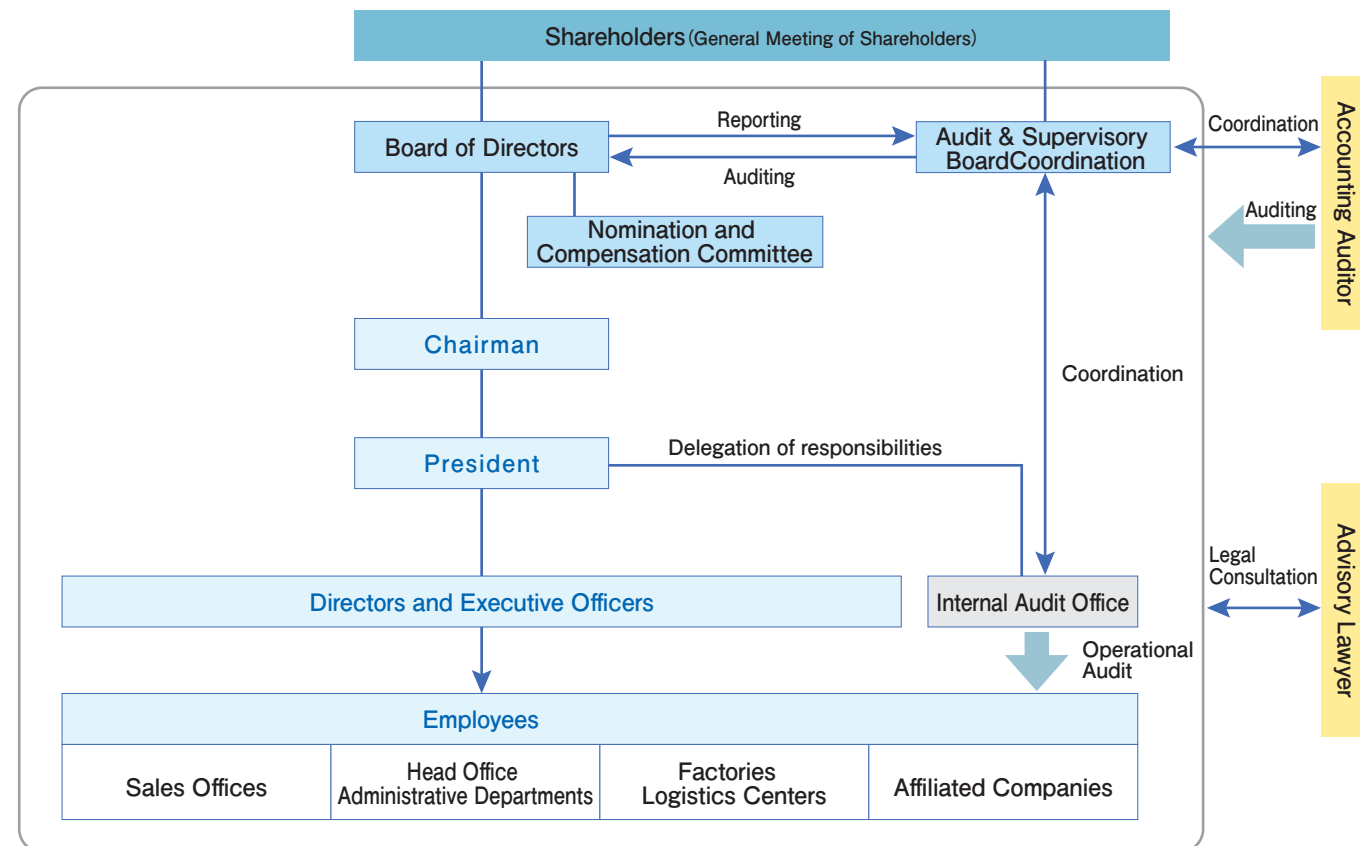 Shareholders (General Meeting of Shareholders)
Board of Directors
Reporting
Auditing
Audit & Supervisory
BoardCoordination
Coordination
Accounting Auditor
Auditing
Nomination and
Compensation Committee
Chairman
Coordination
President
Delegation of responsibilities
Legal
Consultation
Advisory Lawyer
Directors and Executive Officers
Internal Audit Office
Operational
Audit
Employees
Sales Offices
Head Office
Administrative Departments
Factories
Logistics Centers
Affiliated Companies